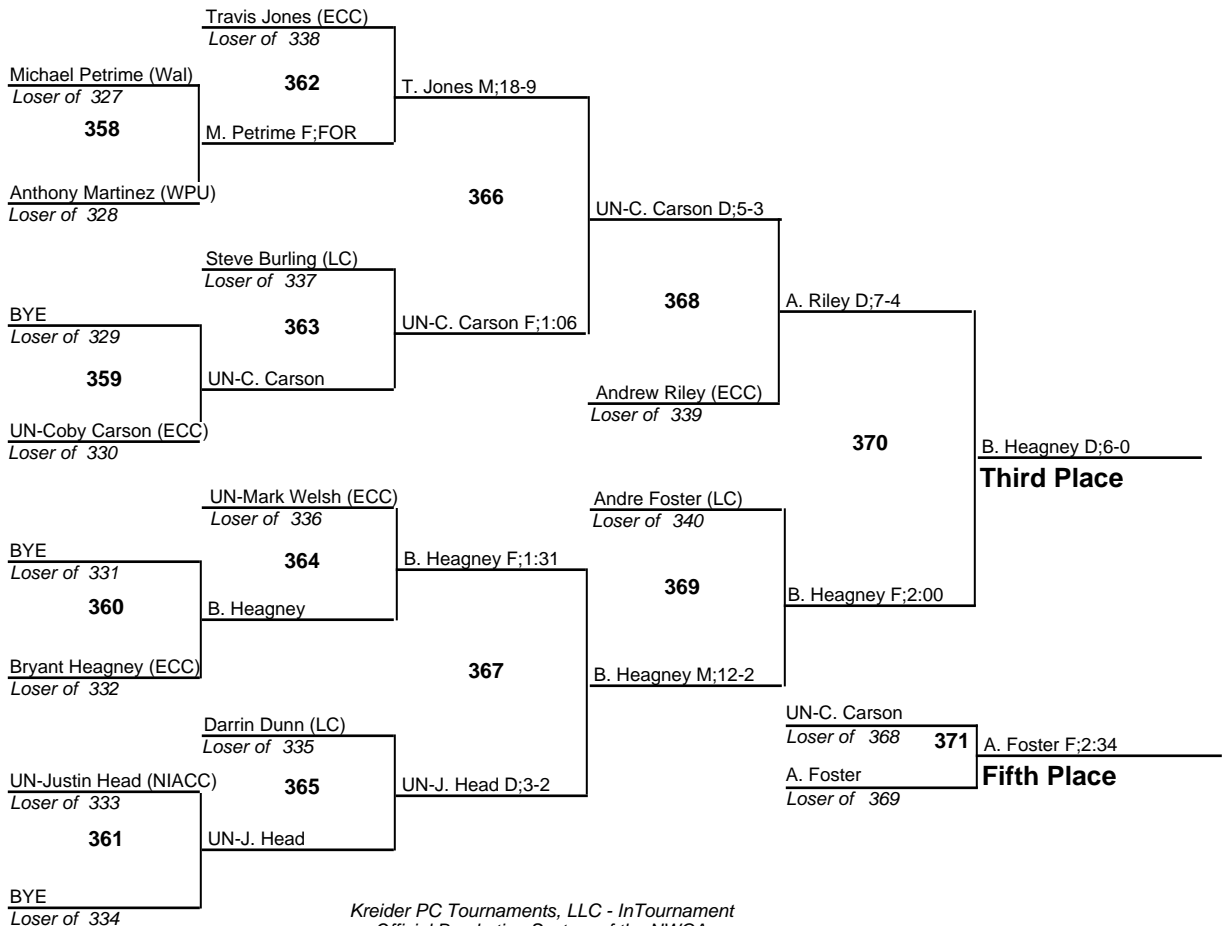 Travis Jones (ECC)
Loser of 338
Michael Petrime (Wal)
Loser of 327
362
T. Jones M;18-9
358
M. Petrime F;FOR
Anthony Martinez (WPU)
Loser of 328
366
UN-C. Carson D;5-3
Steve Burling (LC)
Loser of 337
BYE
Loser of 329
363
UN-C. Carson F;1:06
368
A. Riley D;7-4
359
UN-C. Carson
Andrew Riley (ECC)
Loser of 339
UN-Coby Carson (ECC)
Loser of 330
370
B. Heagney D;6-0
Third Place
UN-Mark Welsh (ECC)
Loser of 336
Andre Foster (LC)
Loser of 340
BYE
Loser of 331
364
B. Heagney F;1:31
369
360
B. Heagney
B. Heagney F;2:00
Bryant Heagney (ECC)
Loser of 332
367
B. Heagney M;12-2
Darrin Dunn (LC)
Loser of 335
UN-C. Carson
Loser of 368
371
A. Foster F;2:34
Fifth Place
A. Foster
Loser of 369
UN-Justin Head (NIACC)
Loser of 333
365
UN-J. Head D;3-2
361
UN-J. Head
BYE
Loser of 334
Kreider PC Tournaments, LLC - InTournament